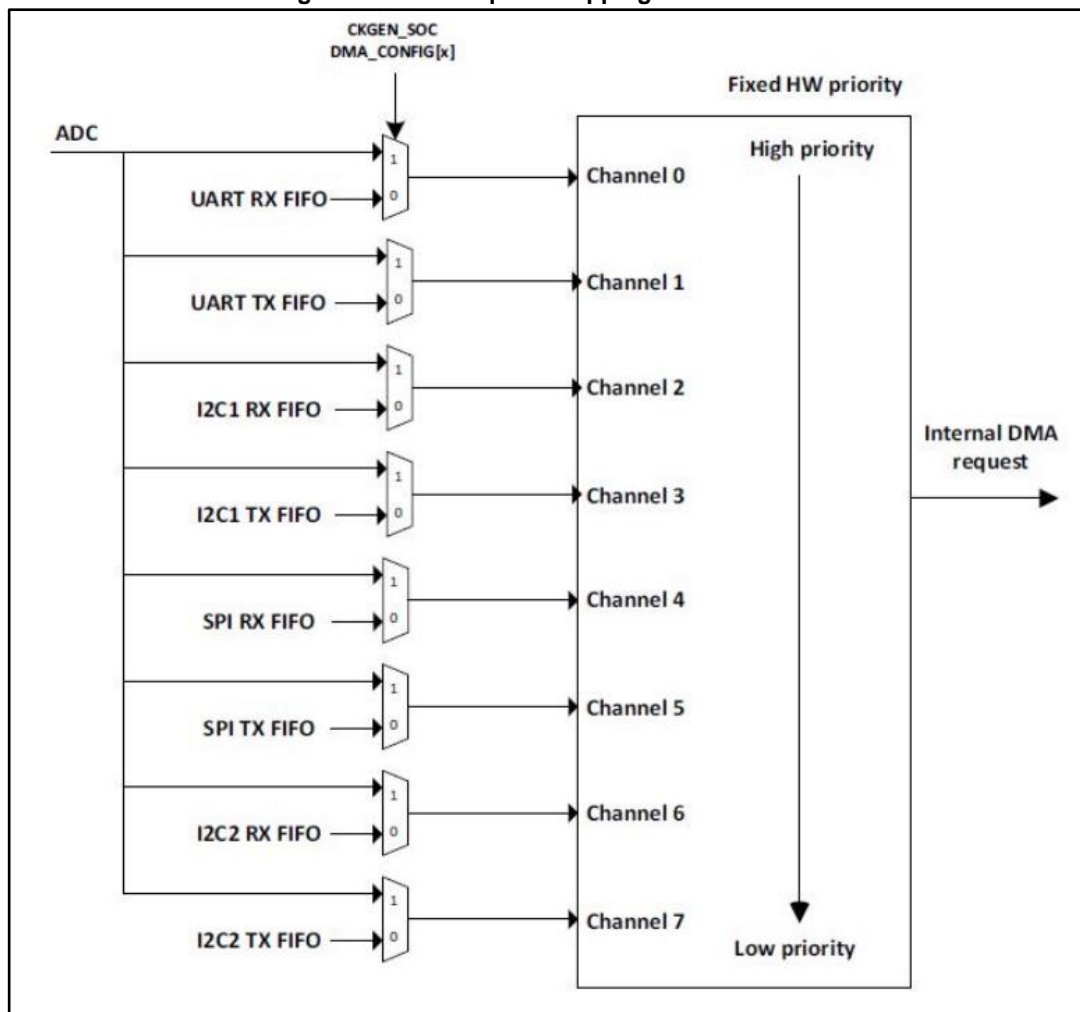 CKGEN_SOC
DMA_CONFIG[x]
Fixed HW priority
ADC
High priority
1
0
UART RX FIFO
Channel 0
1
0
UART TX FIFO
Channel 1
1
0
I2C1 RX FIFO
Channel 2
1
0
I2C1 TX FIFO
Channel 3
Internal DMA
request
1
0
SPI RX FIFO
Channel 4
1
0
SPI TX FIFO
Channel 5
1
0
I2C2 RX FIFO
Channel 6
1
0
I2C2 TX FIFO
Channel 7
Low priority